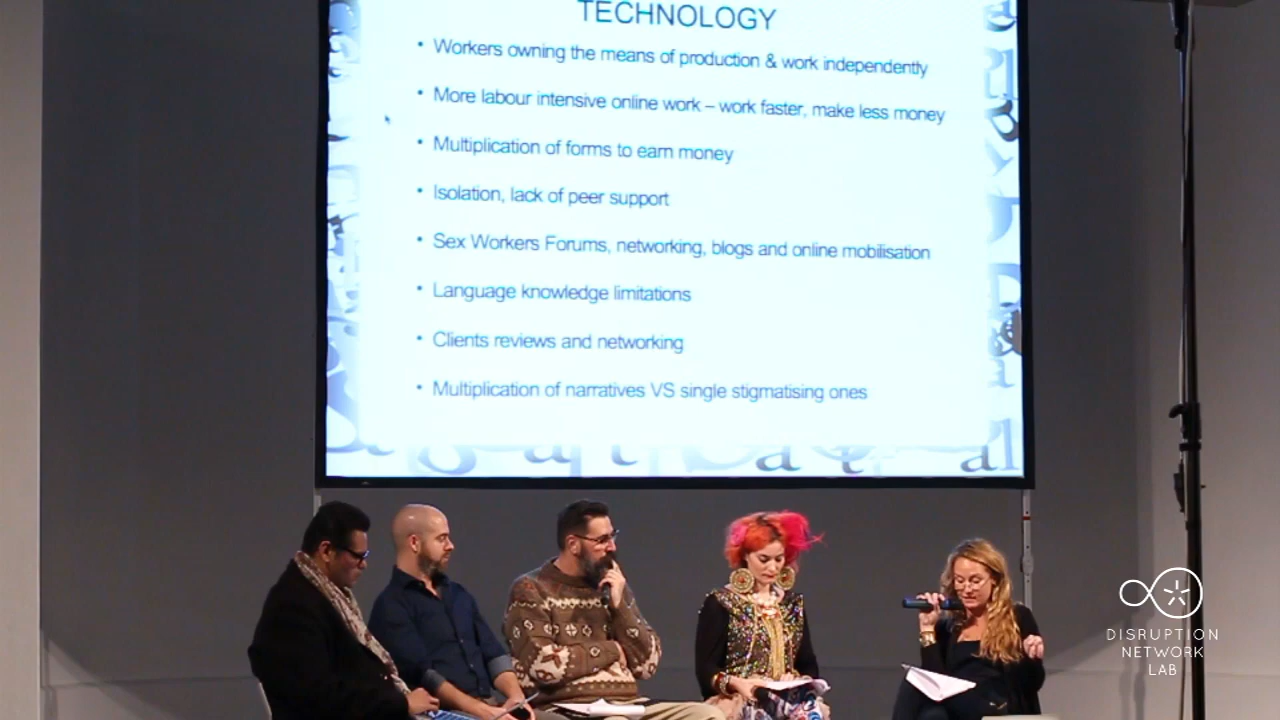 TECHNOLOGY
• Workers owning the means of production & work independently
• More labour intensive online work – work faster, make less money
• Multiplication of forms to earn money
• Isolation, lack of peer support
• Sex Workers Forums, networking, blogs and online mobilisation
• Language knowledge limitations
• Clients reviews and networking
• Multiplication of narratives VS single stigmatising ones
DISRUPTION
NETWORK
LAB